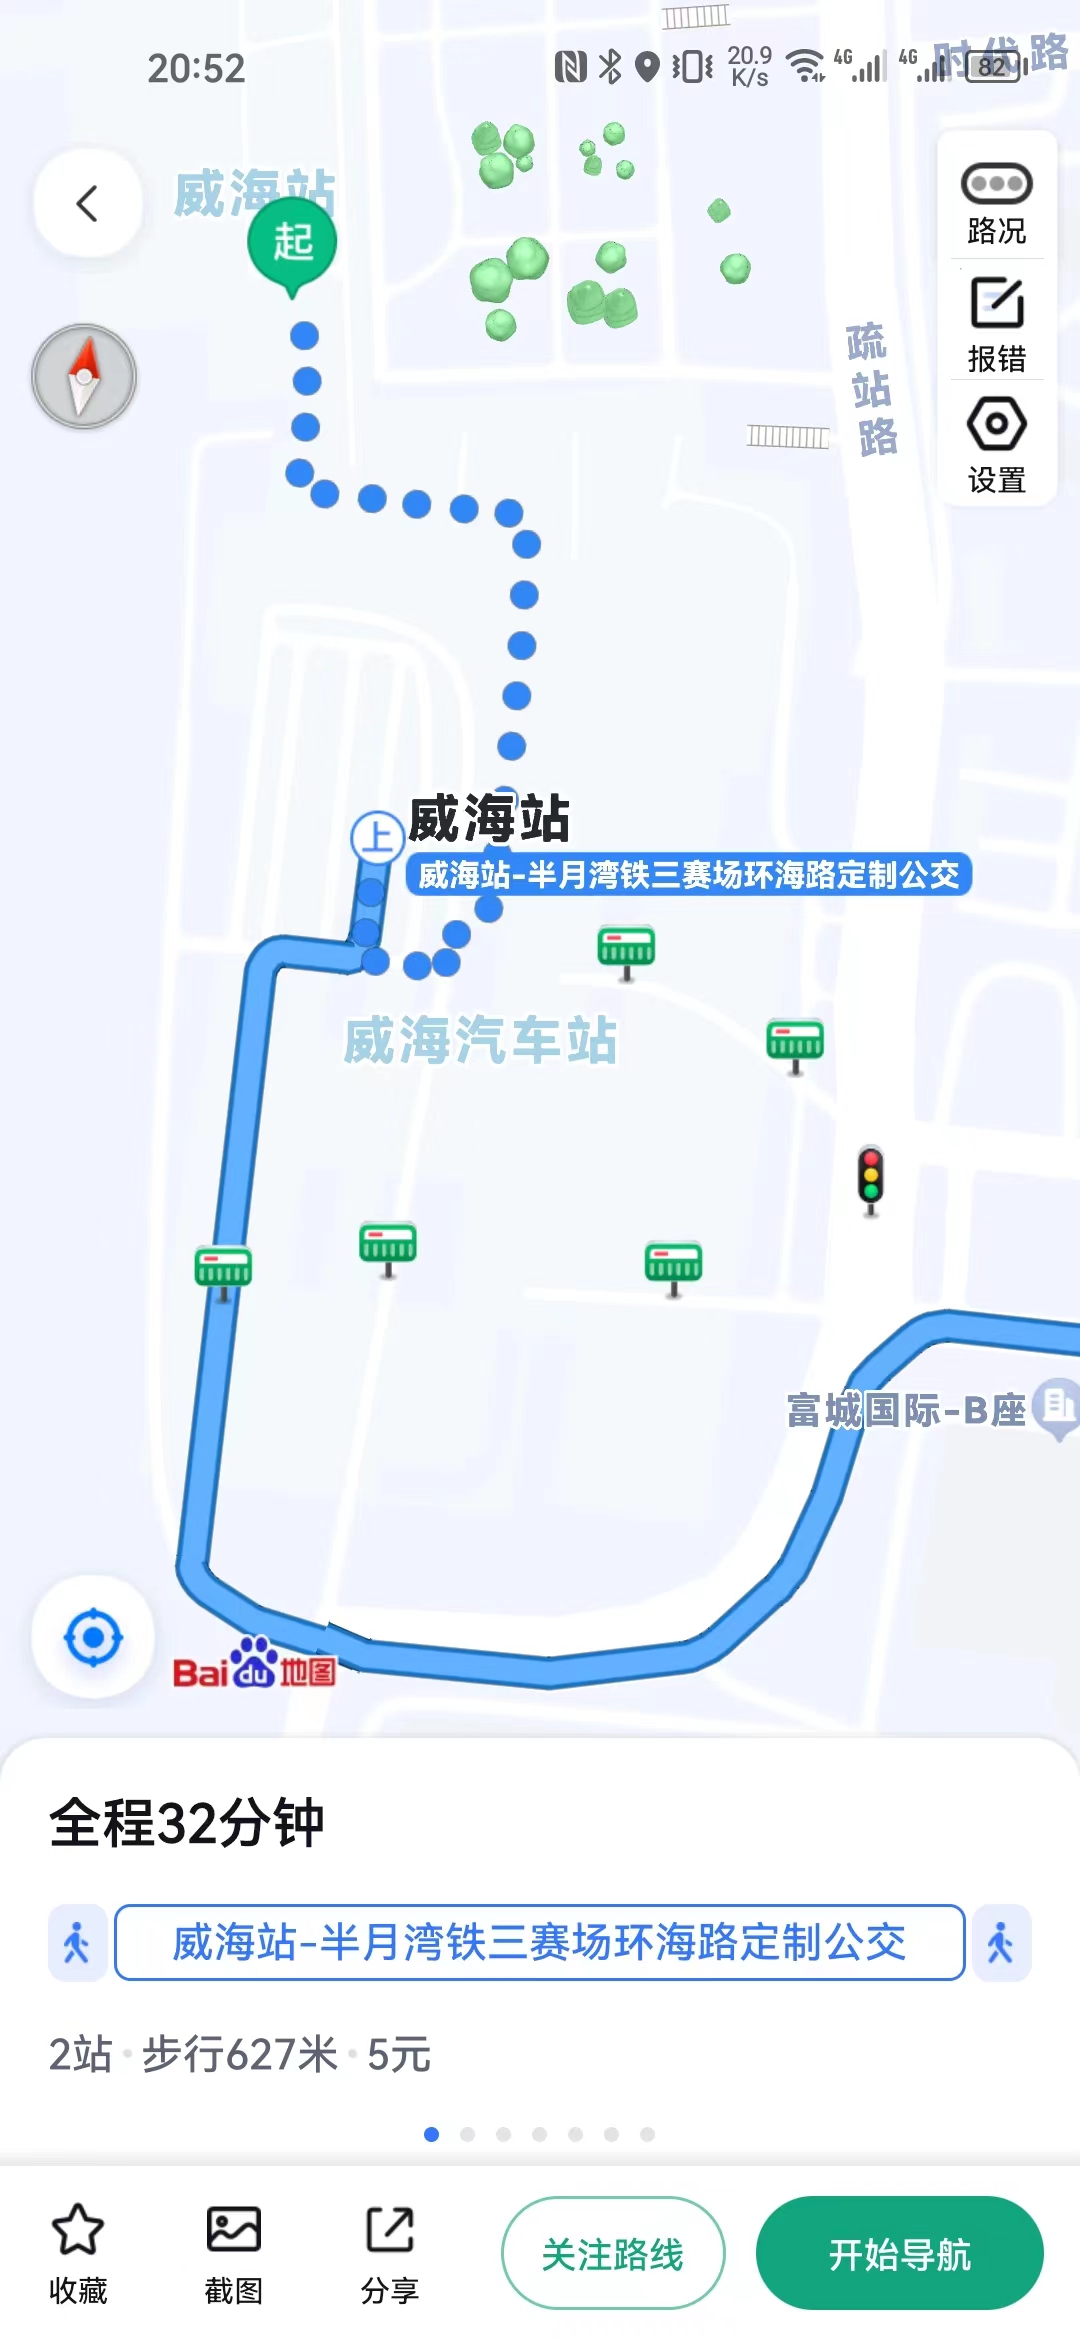 20:52
20.9
K/s
4G
4G
82
时代路
威海站
起
路况
报错
设置
疏站路
上
威海站
威海站-半月湾铁三赛场环海路定制公交
威海汽车站
富城国际-B座
Bai du 地图
全程32分钟
威海站-半月湾铁三赛场环海路定制公交
2站·步行627米·5元
收藏
截图
分享
关注路线
开始导航